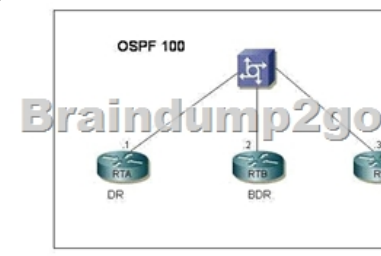 OSPF 100
Braindump2go
.1
.2
.3
RTA
RTB
R
DR
BDR